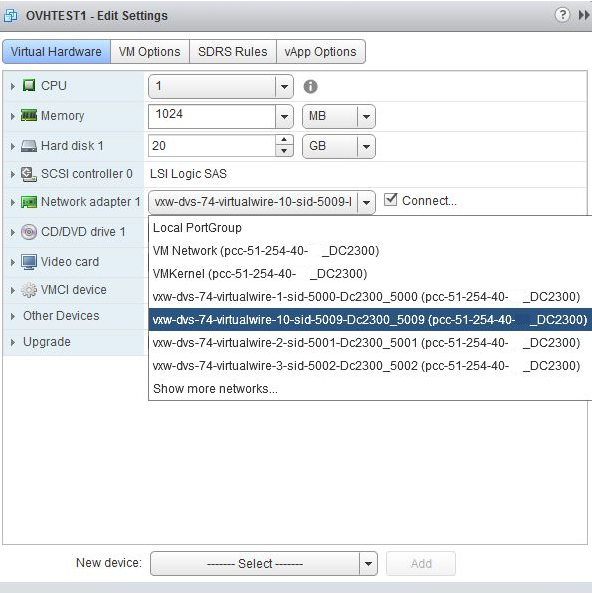 OVHTEST1 - Edit Settings
Virtual Hardware VM Options SDRS Rules vApp Options
CPU 1
Memory 1024 MB
Hard disk 1 20 GB
SCSI controller 0 LSI Logic SAS
Network adapter 1 vxw-dvs-74-virtualwire-10-sid-5009-l Connect...
CD/DVD drive 1
Video card
VMCI device
Other Devices
Upgrade
Local PortGroup
VM Network (pcc-51-254-40- _DC2300)
VMKernel (pcc-51-254-40- _DC2300)
vxw-dvs-74-virtualwire-1-sid-5000-Dc2300_5000 (pcc-51-254-40- _DC2300)
vxw-dvs-74-virtualwire-10-sid-5009-Dc2300_5009 (pcc-51-254-40- _DC2300)
vxw-dvs-74-virtualwire-2-sid-5001-Dc2300_5001 (pcc-51-254-40- _DC2300)
vxw-dvs-74-virtualwire-3-sid-5002-Dc2300_5002 (pcc-51-254-40- _DC2300)
Show more networks...
New device: ------- Select ------- Add